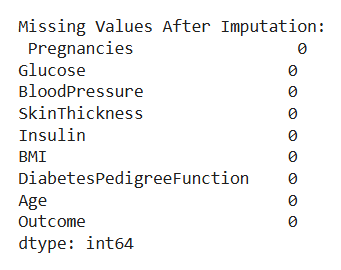 Missing Values After Imputation:
 Pregnancies                 0
Glucose                     0
BloodPressure               0
SkinThickness               0
Insulin                     0
BMI                         0
DiabetesPedigreeFunction    0
Age                         0
Outcome                     0
dtype: int64